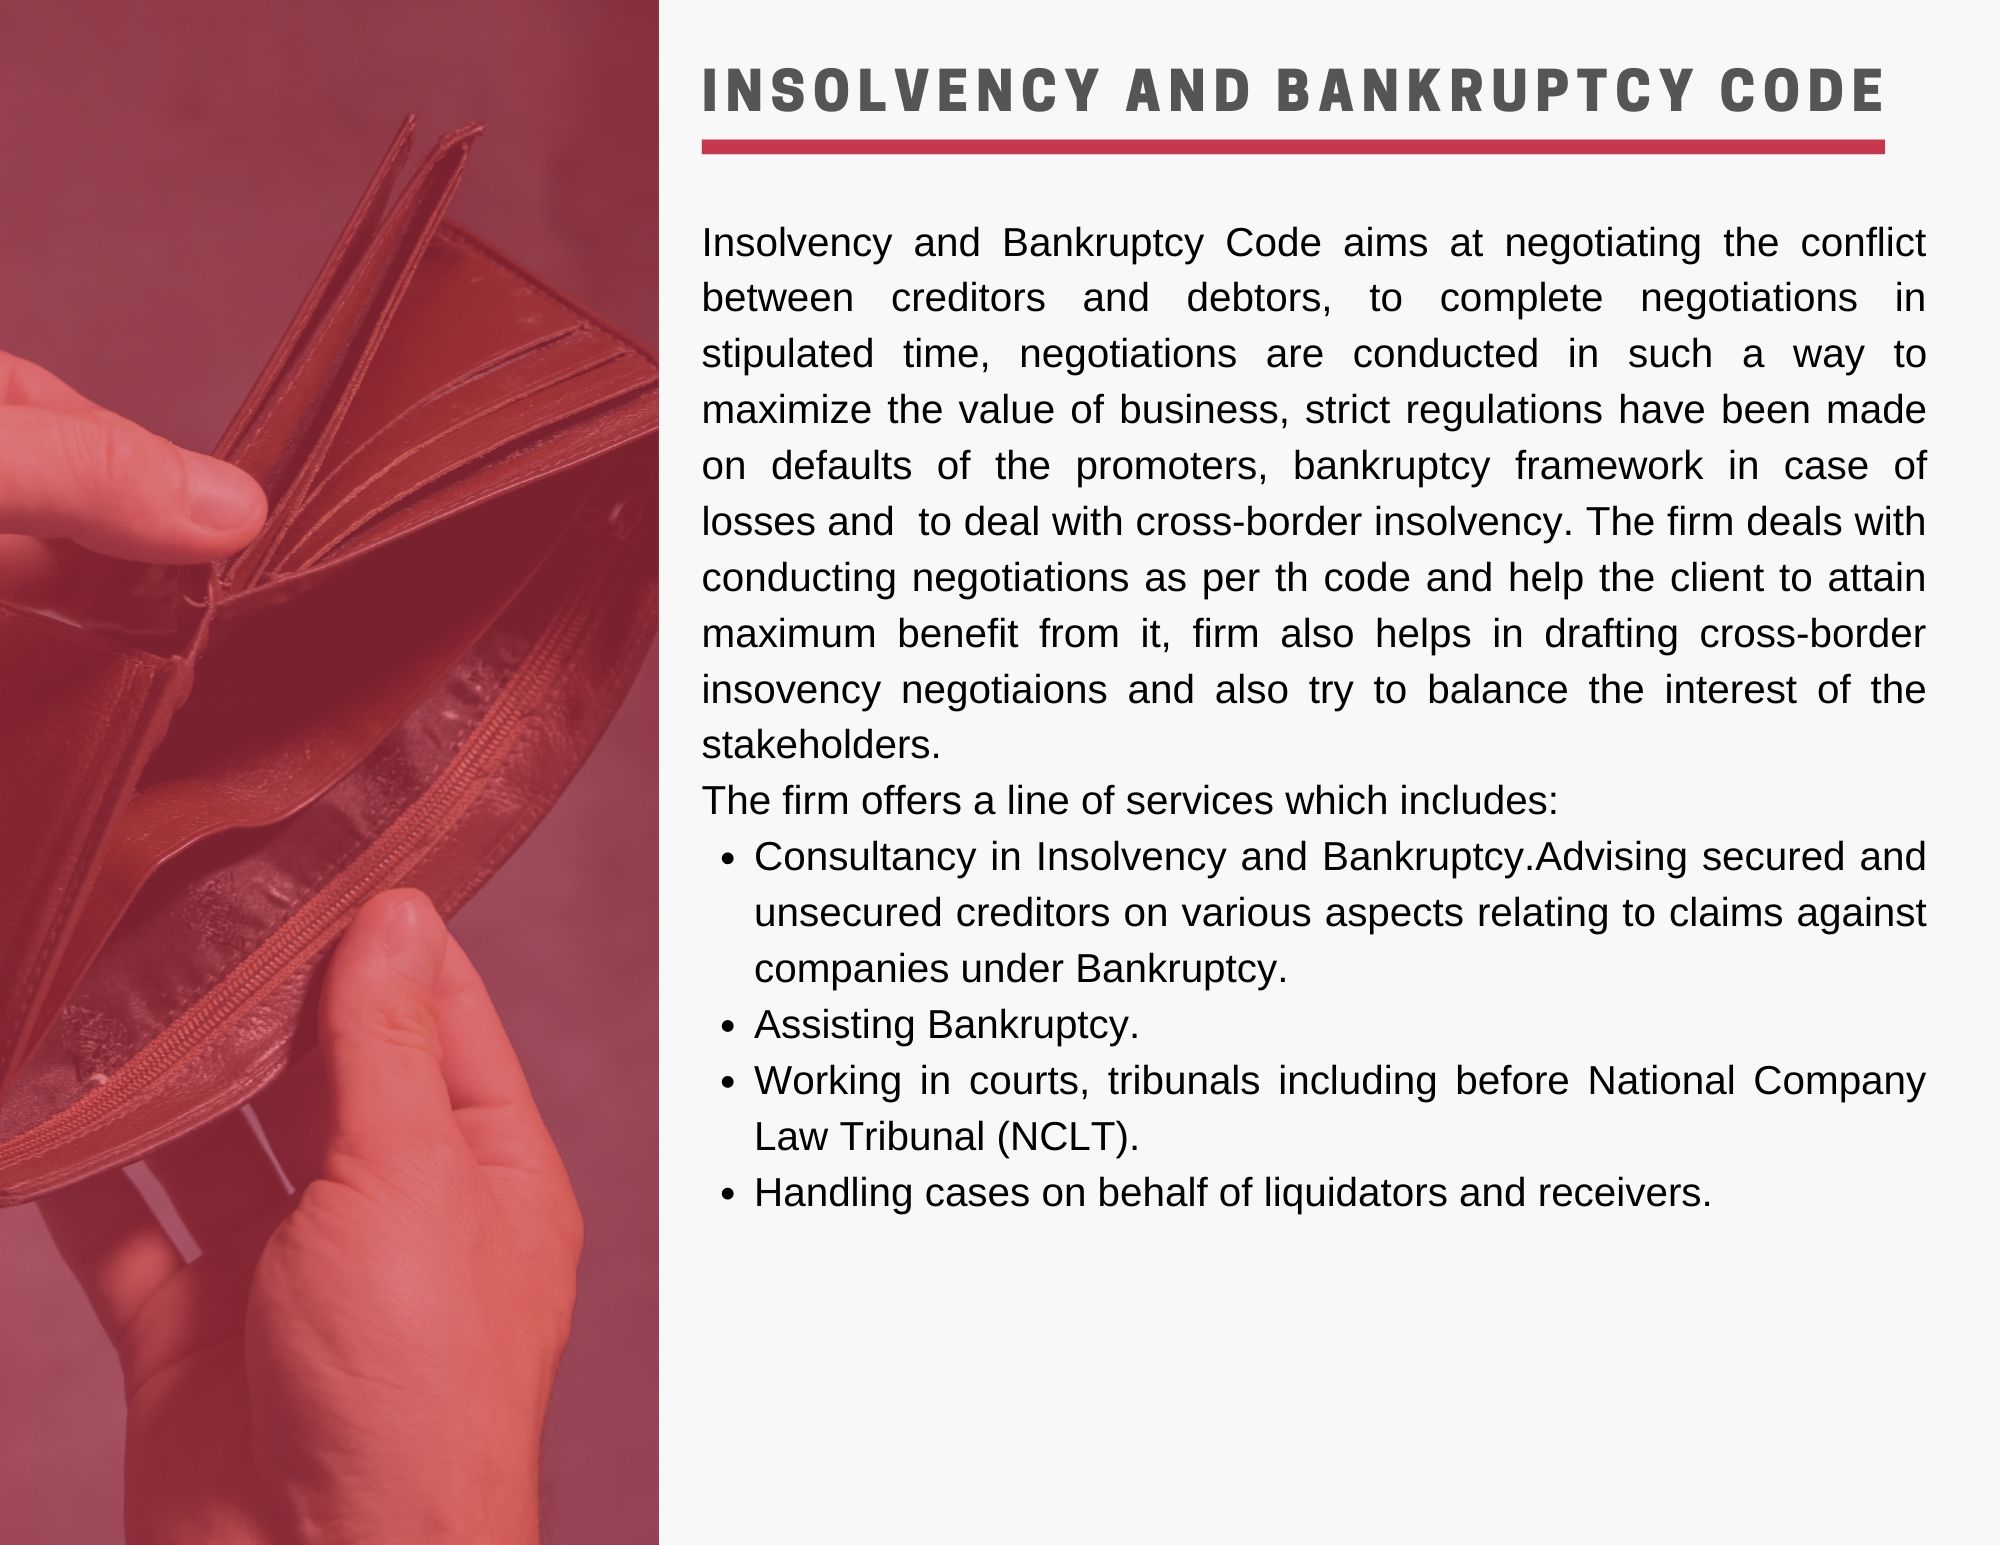 INSOLVENCY AND BANKRUPTCY CODE
Insolvency and Bankruptcy Code aims at negotiating the conflict
between creditors and debtors, to complete negotiations in
stipulated time, negotiations are conducted in such a way to
maximize the value of business, strict regulations have been made
on defaults of the promoters, bankruptcy framework in case of
losses and  to deal with cross-border insolvency. The firm deals with
conducting negotiations as per th code and help the client to attain
maximum benefit from it, firm also helps in drafting cross-border
insovency negotiaions and also try to balance the interest of the
stakeholders.
The firm offers a line of services which includes:
• Consultancy in Insolvency and Bankruptcy.Advising secured and
unsecured creditors on various aspects relating to claims against
companies under Bankruptcy.
• Assisting Bankruptcy.
• Working in courts, tribunals including before National Company
Law Tribunal (NCLT).
• Handling cases on behalf of liquidators and receivers.